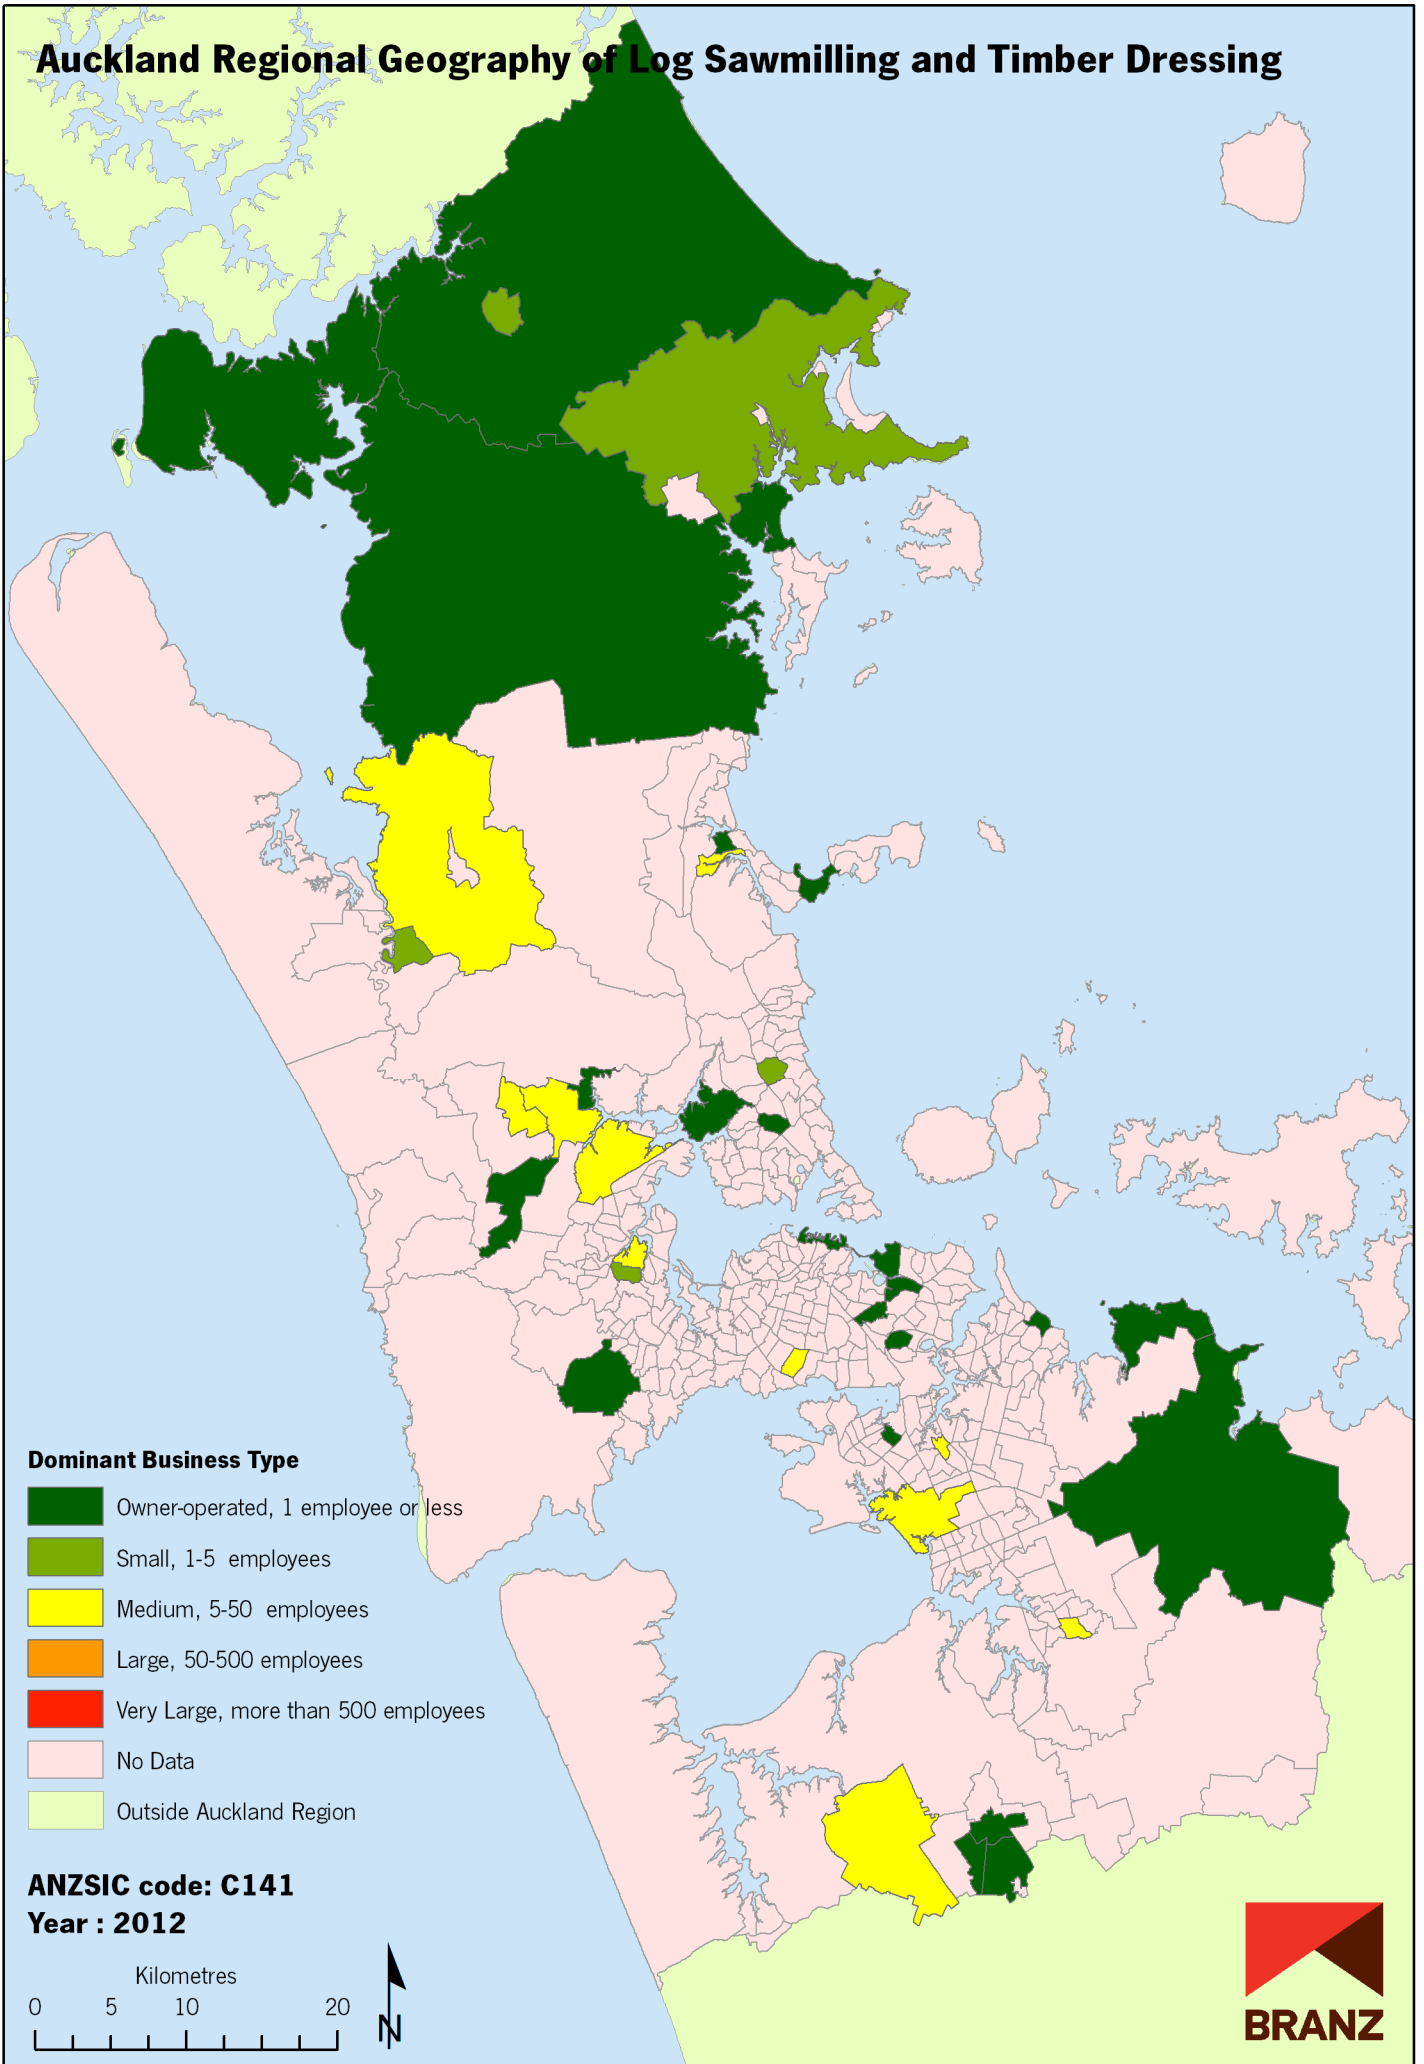 Auckland Regional Geography of Log Sawmilling and Timber Dressing
Dominant Business Type
Owner-operated, 1 employee or less
Small, 1-5 employees
Medium, 5-50 employees
Large, 50-500 employees
Very Large, more than 500 employees
No Data
Outside Auckland Region
ANZSIC code: C141
Year : 2012
Kilometres
0 5 10 20
N
BRANZ